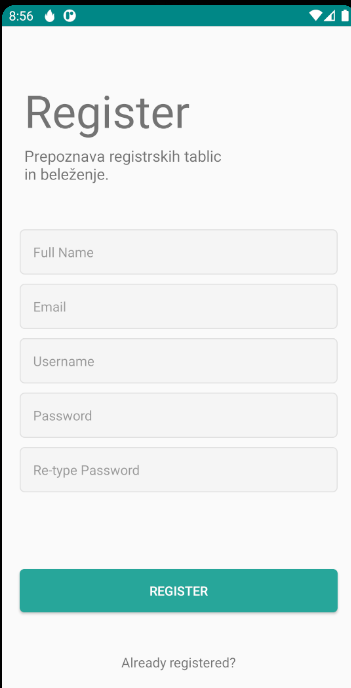 8:56
Register
Prepoznava registrskih tablic
in beleženje.
Full Name
Email
Username
Password
Re-type Password
REGISTER
Already registered?